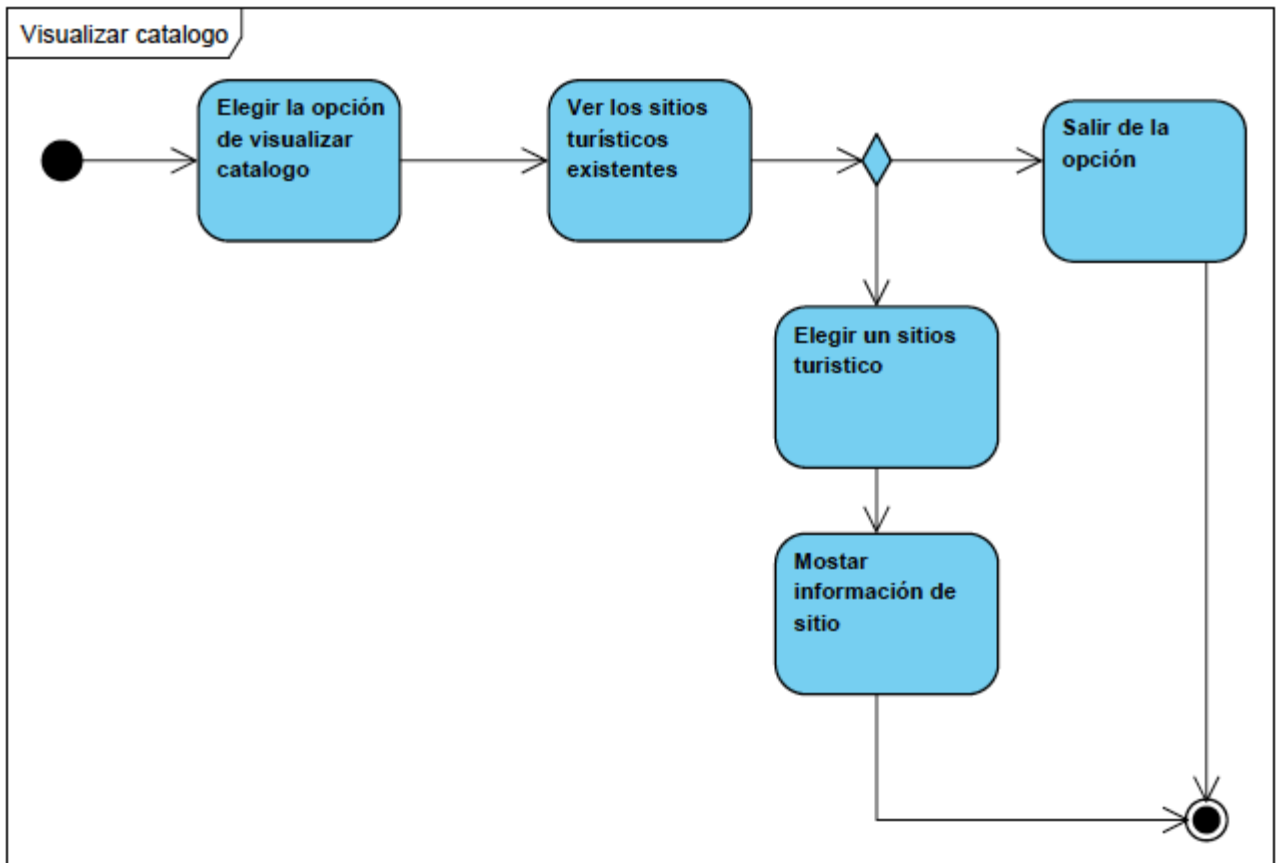 Visualizar catalogo
Elegir la opción
de visualizar
catalogo
Ver los sitios
turísticos
existentes
Salir de la
opción
Elegir un sitios
turistico
Mostar
información de
sitio